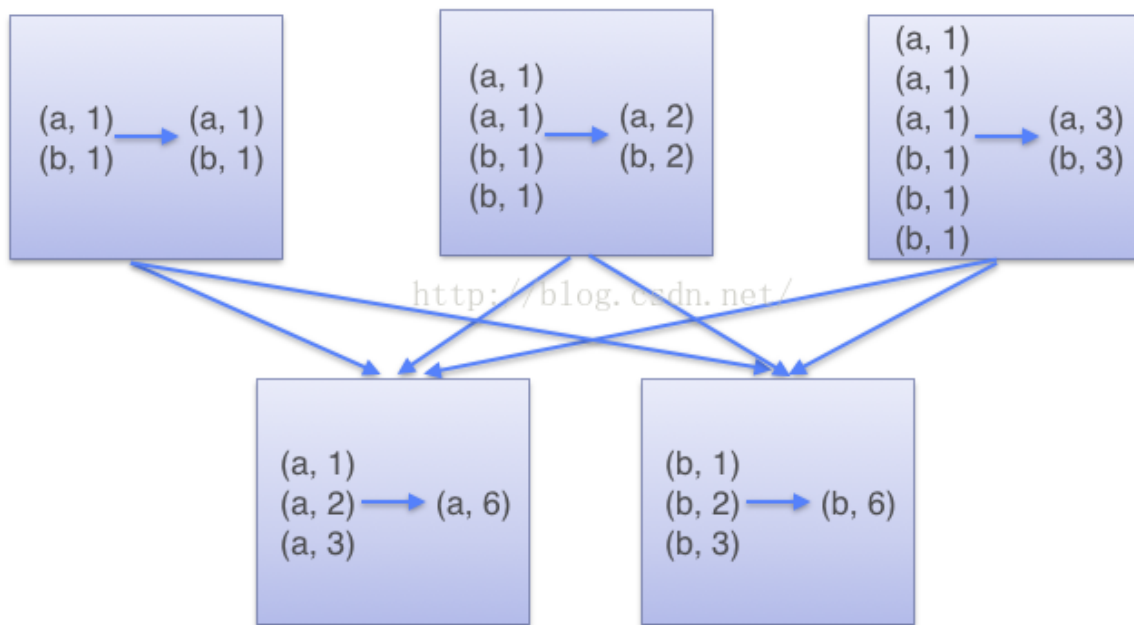 (a, 1) (a, 1)
(b, 1) (b, 1)
(a, 1)
(a, 1) (a, 2)
(b, 1) (b, 2)
(b, 1)
(a, 1)
(a, 1)
(a, 1) (a, 3)
(b, 1) (b, 3)
(b, 1)
(b, 1)
http://blog.csdn.net/
(a, 1)
(a, 2) (a, 6)
(a, 3)
(b, 1)
(b, 2) (b, 6)
(b, 3)